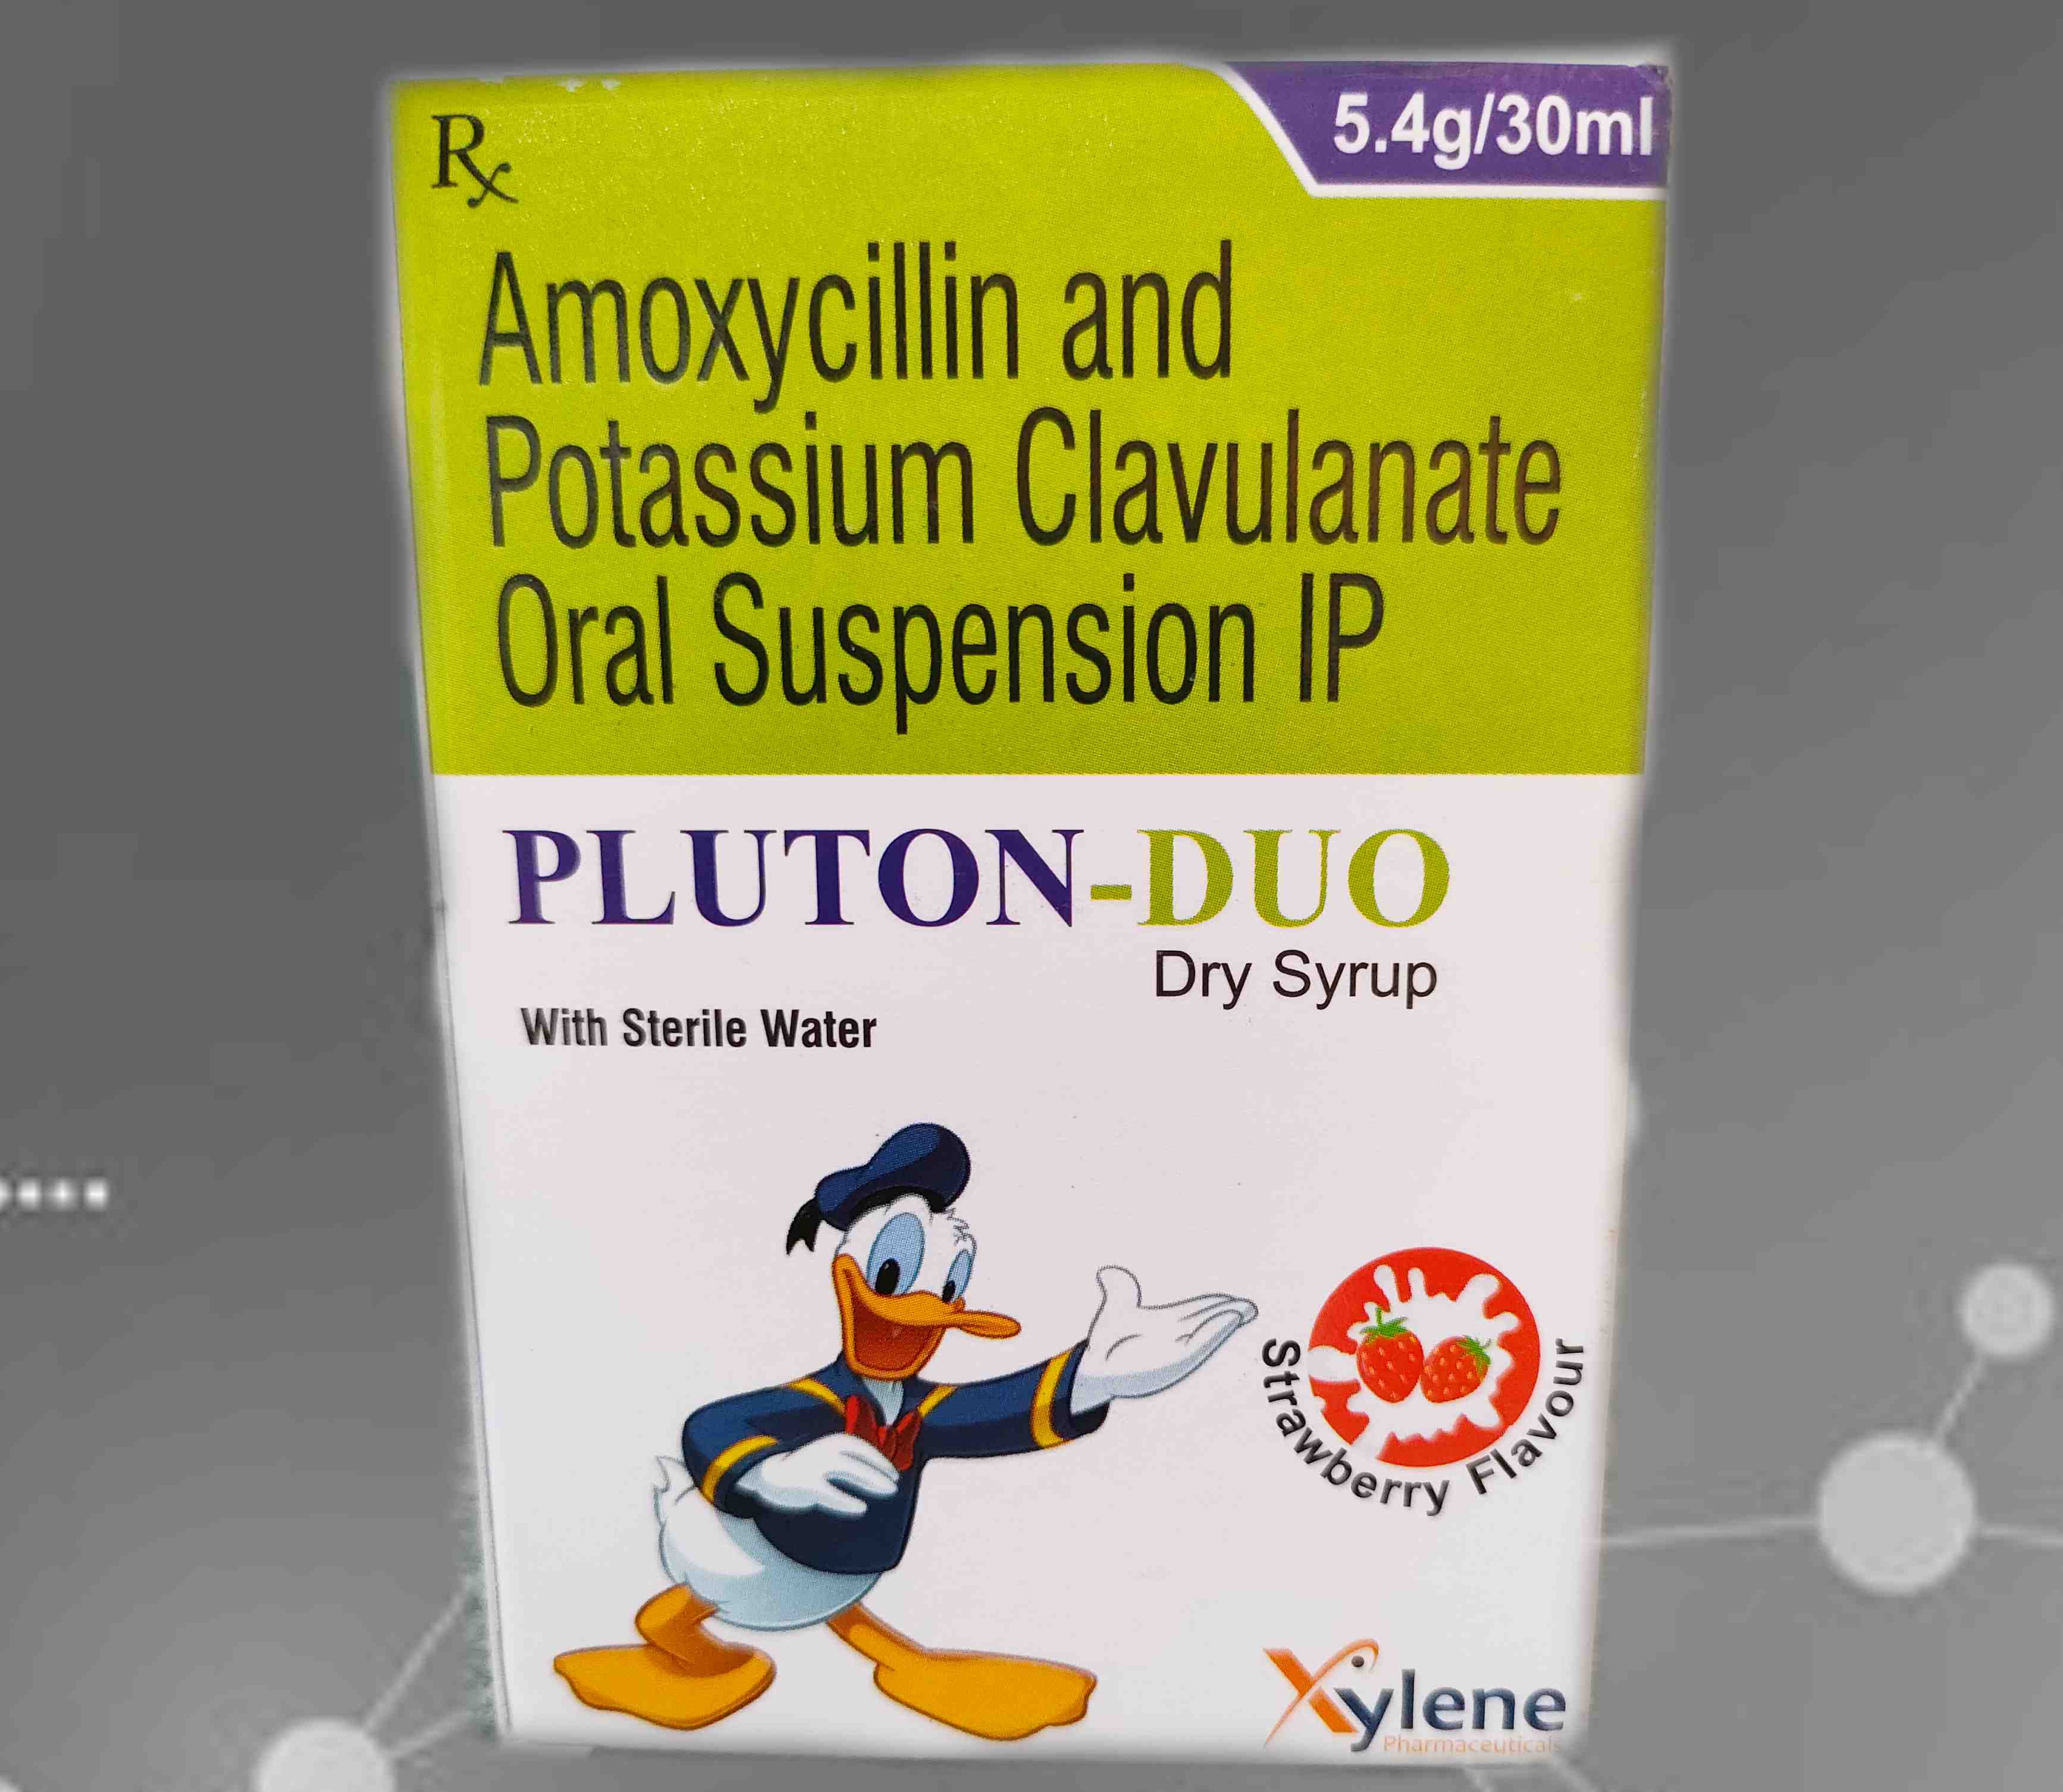 Rx
5.4g/30ml
Amoxycillin and
Potassium Clavulanate
Oral Suspension IP
PLUTON-DUO
Dry Syrup
With Sterile Water
Strawberry Flavour
Xylene
Pharmaceuticals